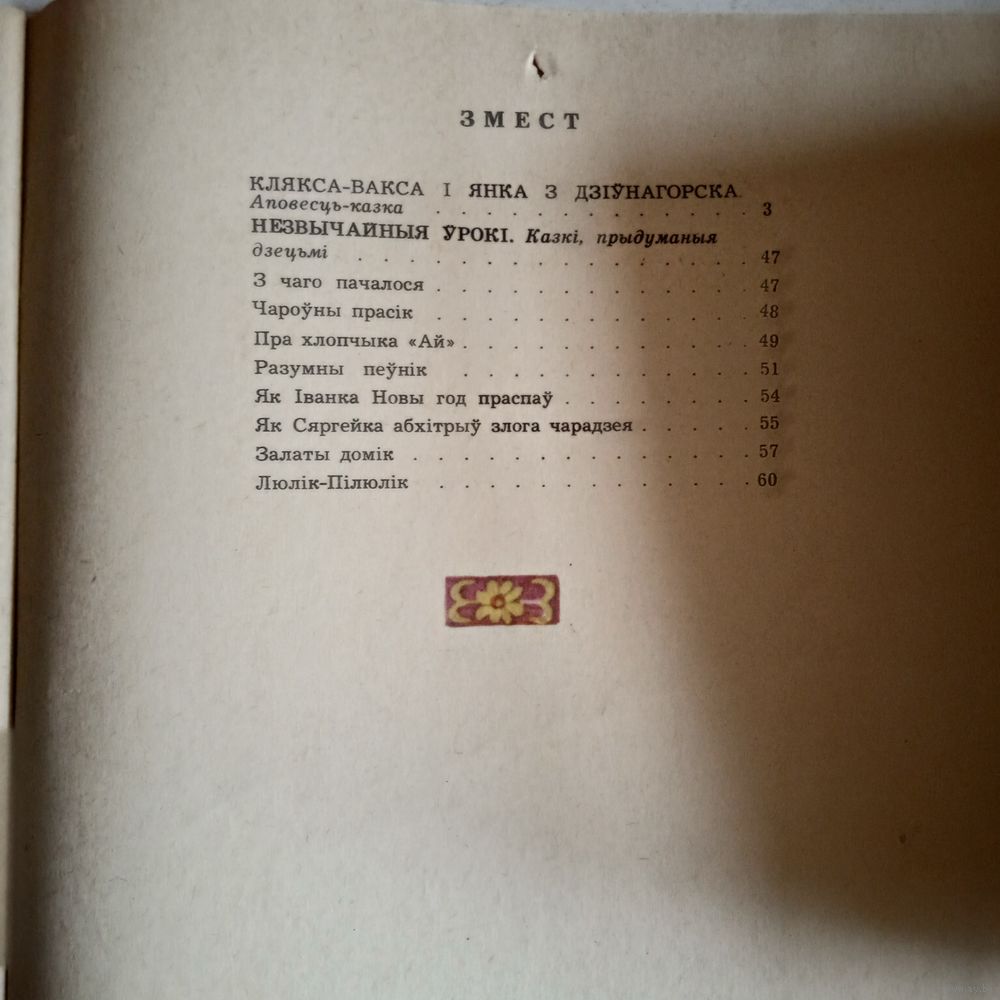 ЗМЕСТ
КЛЯКСА-ВАКСА І ЯНКА З ДЗІЎНАГОРСКА.
Аповесць-казка . . . . . . . . . . . . . 3
НЕЗВЫЧАЙНЫЯ ЎРОКІ. Казкі, прыдуманыя
дзецьмі . . . . . . . . . . . . . . . . 47
З чаго пачалося . . . . . . . . . . . . . 47
Чароўны прасік . . . . . . . . . . . . . 48
Пра хлопчыка «Ай» . . . . . . . . . . . . 49
Разумны пеўнік . . . . . . . . . . . . 51
Як Іванка Новы год праспаў . . . . . . . . 54
Як Сяргейка абхітрыў злога чарадзея . . . . . 55
Залаты домік . . . . . . . . . . . . . . 57
Люлік-Пілюлік . . . . . . . . . . . . . 60